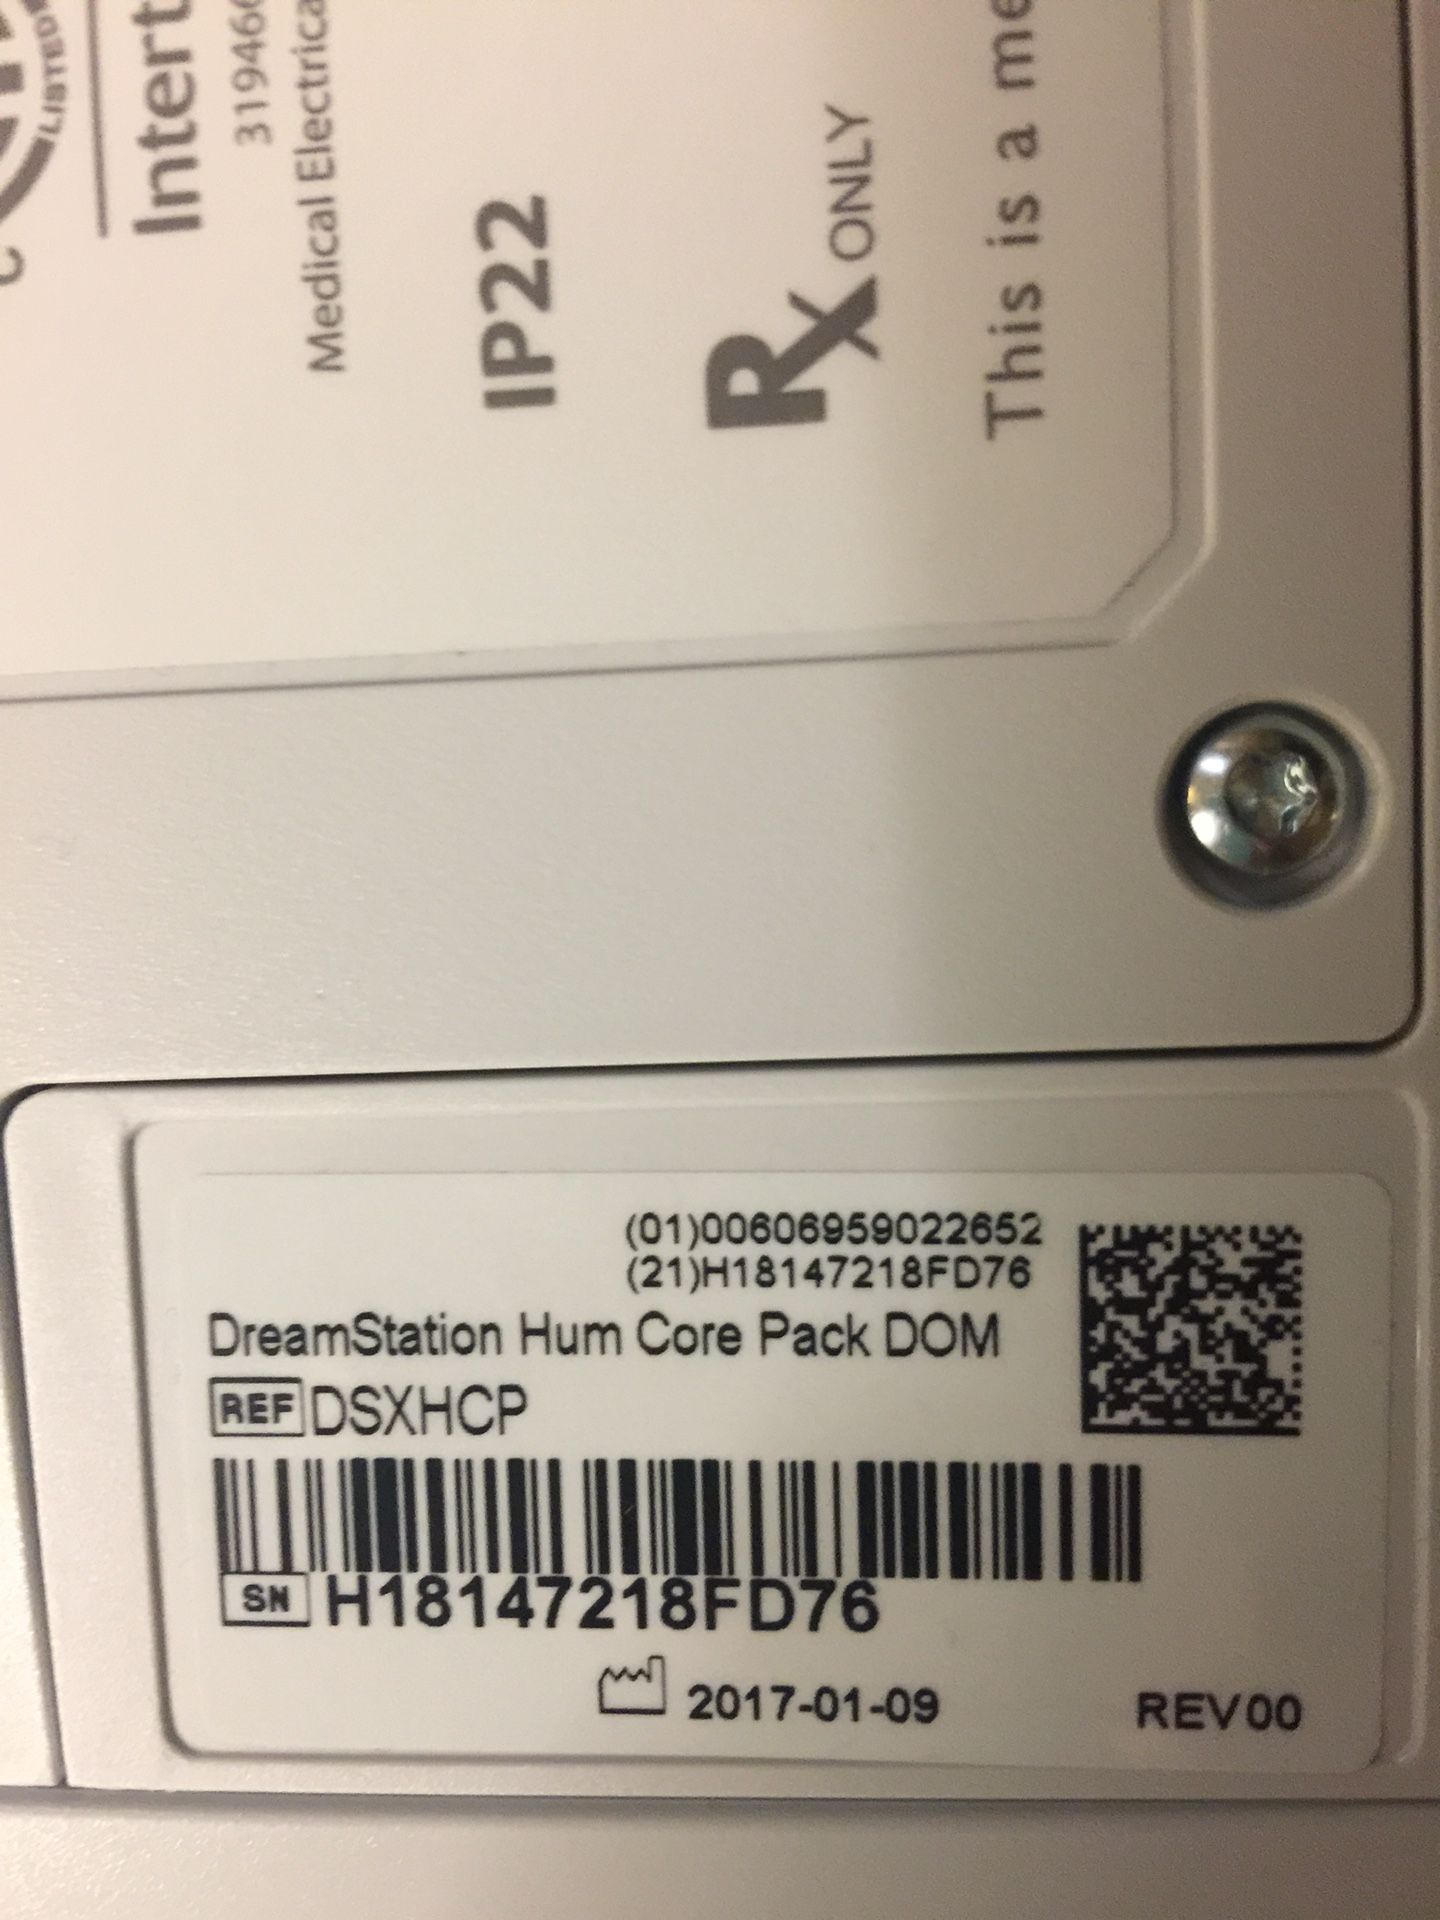 C
LISTED
Intert
319466
Medical Electrica
IP22
Rx ONLY
This is a me
(01)00606959022652
(21)H18147218FD76
DreamStation Hum Core Pack DOM
REF DSXHCP
SN H18147218FD76
2017-01-09
REV00